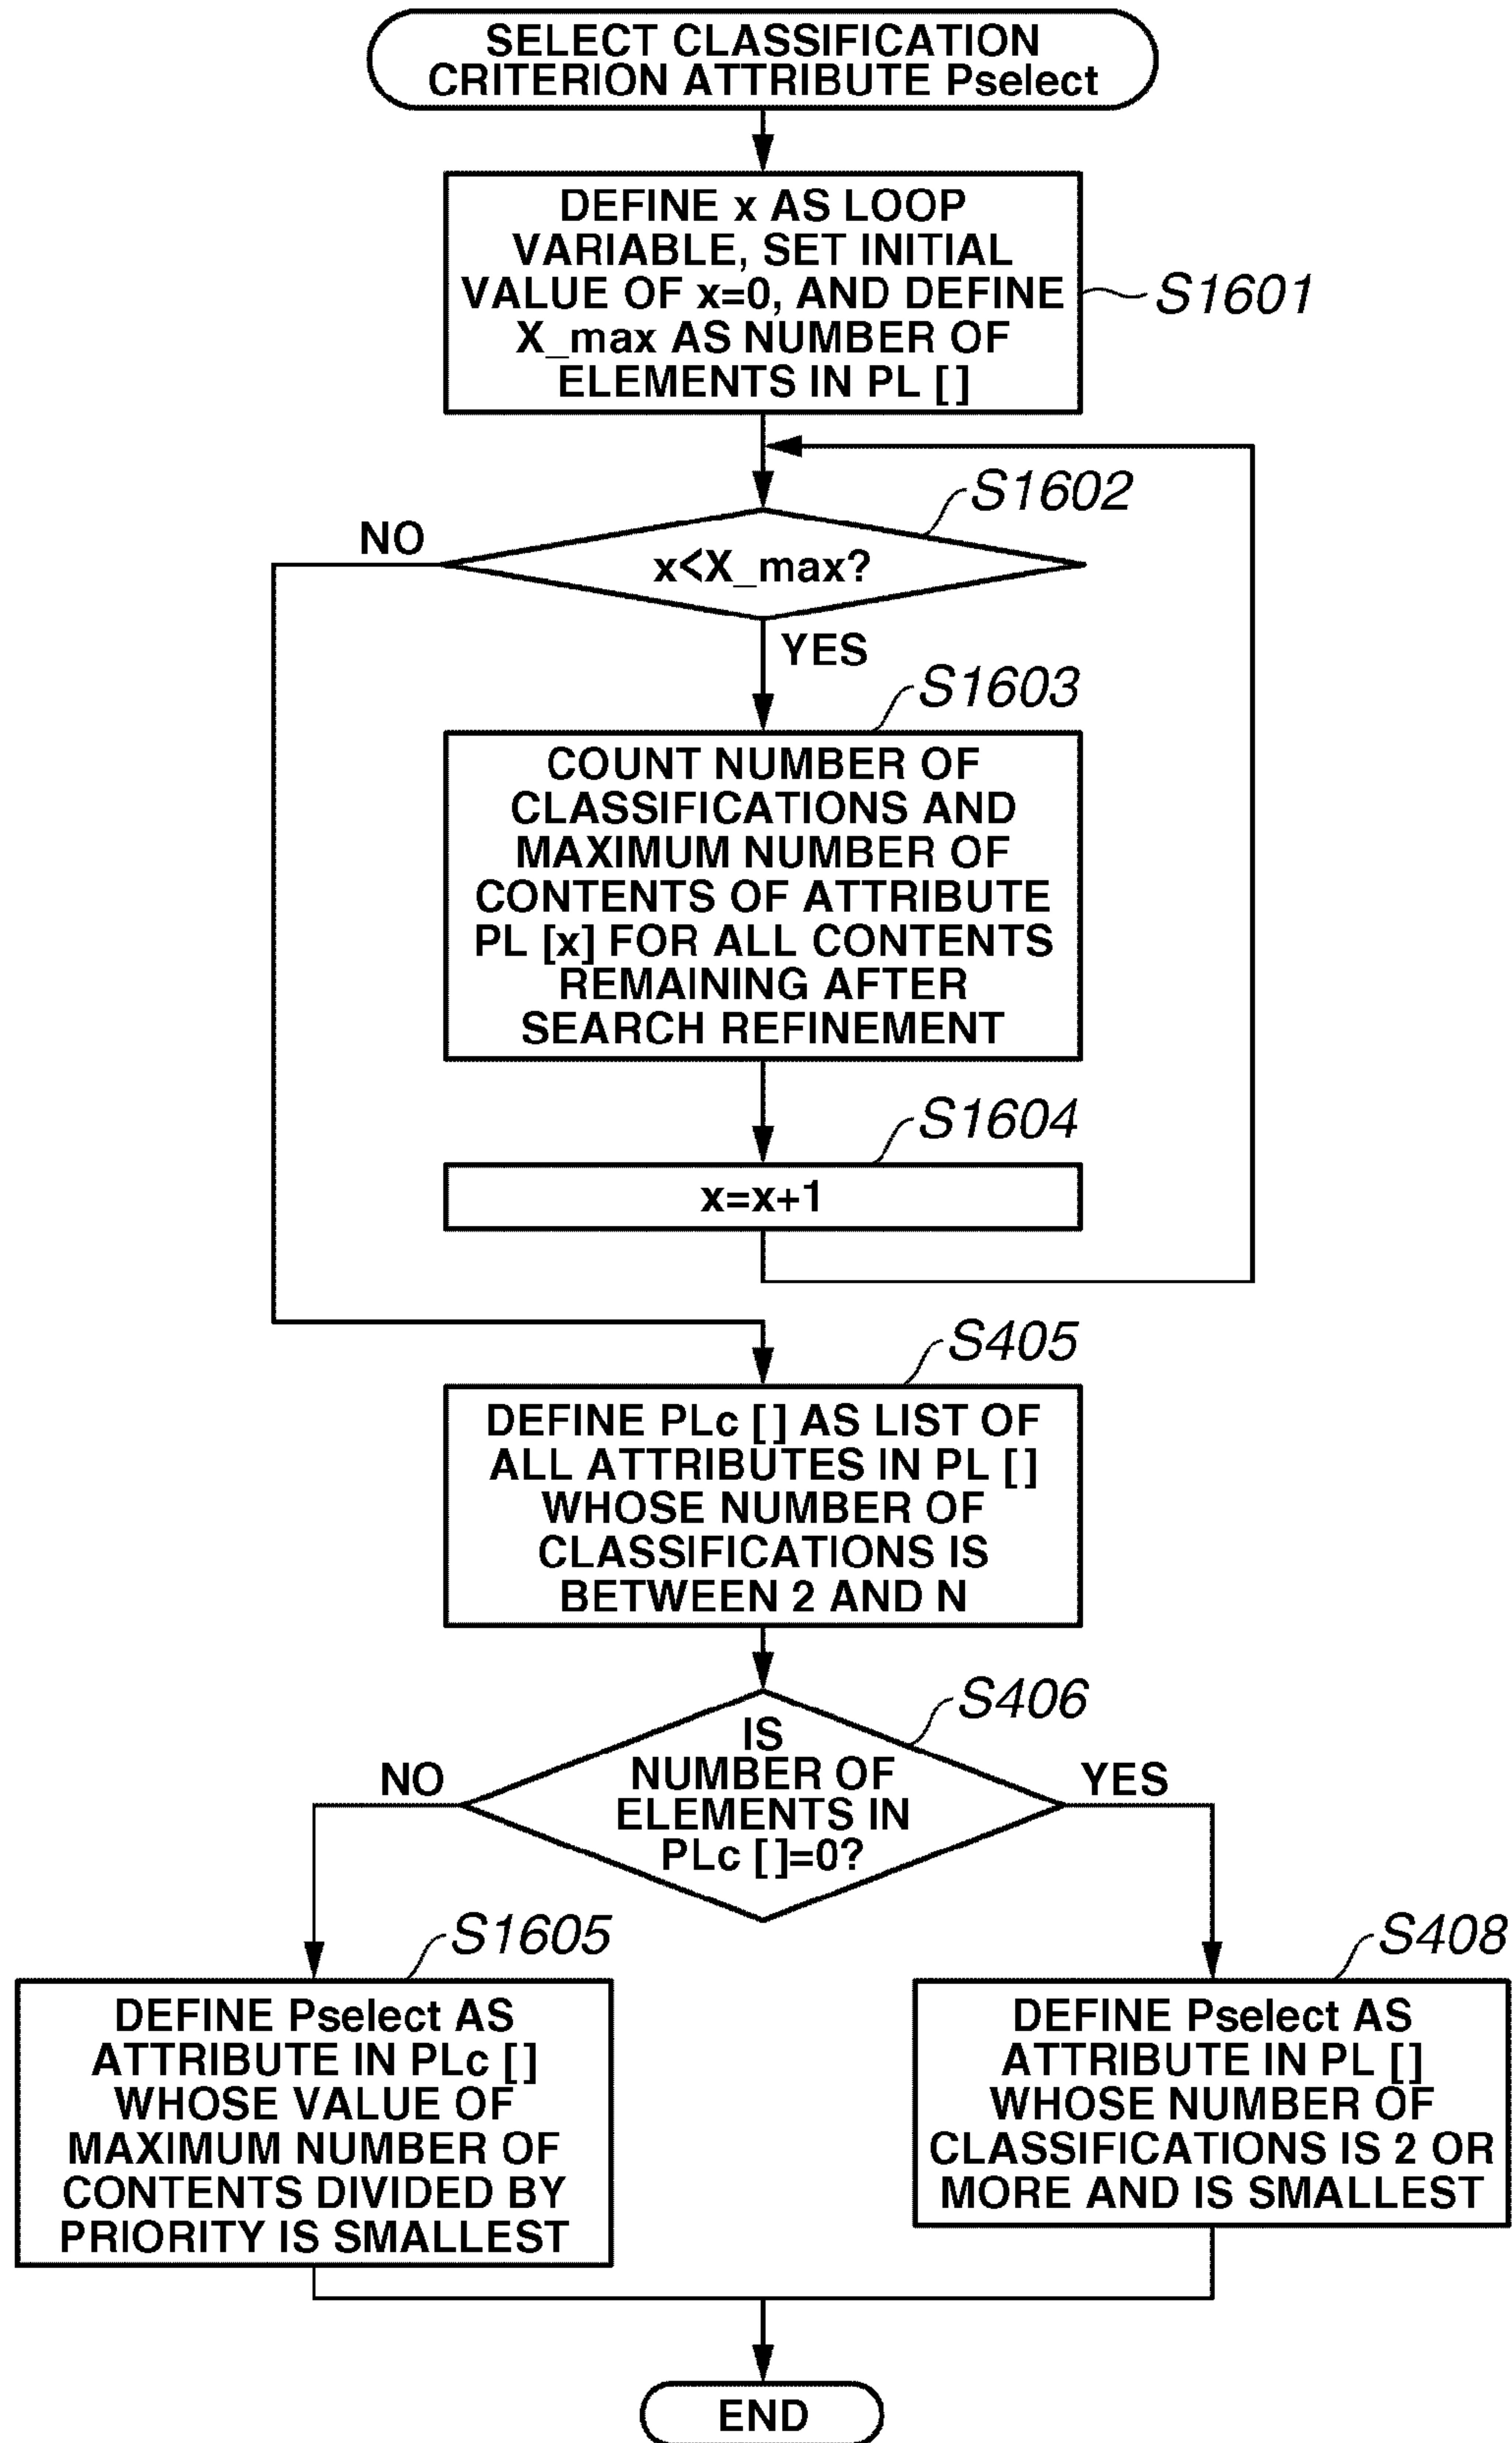 SELECT CLASSIFICATION
CRITERION ATTRIBUTE Pselect
DEFINE x AS LOOP
VARIABLE, SET INITIAL
VALUE OF x=0, AND DEFINE
X_max AS NUMBER OF
ELEMENTS IN PL [ ]
S1601
S1602
NO
x<X_max?
YES
S1603
COUNT NUMBER OF
CLASSIFICATIONS AND
MAXIMUM NUMBER OF
CONTENTS OF ATTRIBUTE
PL [x] FOR ALL CONTENTS
REMAINING AFTER
SEARCH REFINEMENT
S1604
x=x+1
S405
DEFINE PLc [ ] AS LIST OF
ALL ATTRIBUTES IN PL [ ]
WHOSE NUMBER OF
CLASSIFICATIONS IS
BETWEEN 2 AND N
S406
IS
NUMBER OF
ELEMENTS IN
PLc [ ]=0?
NO
YES
S1605
DEFINE Pselect AS
ATTRIBUTE IN PLc [ ]
WHOSE VALUE OF
MAXIMUM NUMBER OF
CONTENTS DIVIDED BY
PRIORITY IS SMALLEST
S408
DEFINE Pselect AS
ATTRIBUTE IN PL [ ]
WHOSE NUMBER OF
CLASSIFICATIONS IS 2 OR
MORE AND IS SMALLEST
END